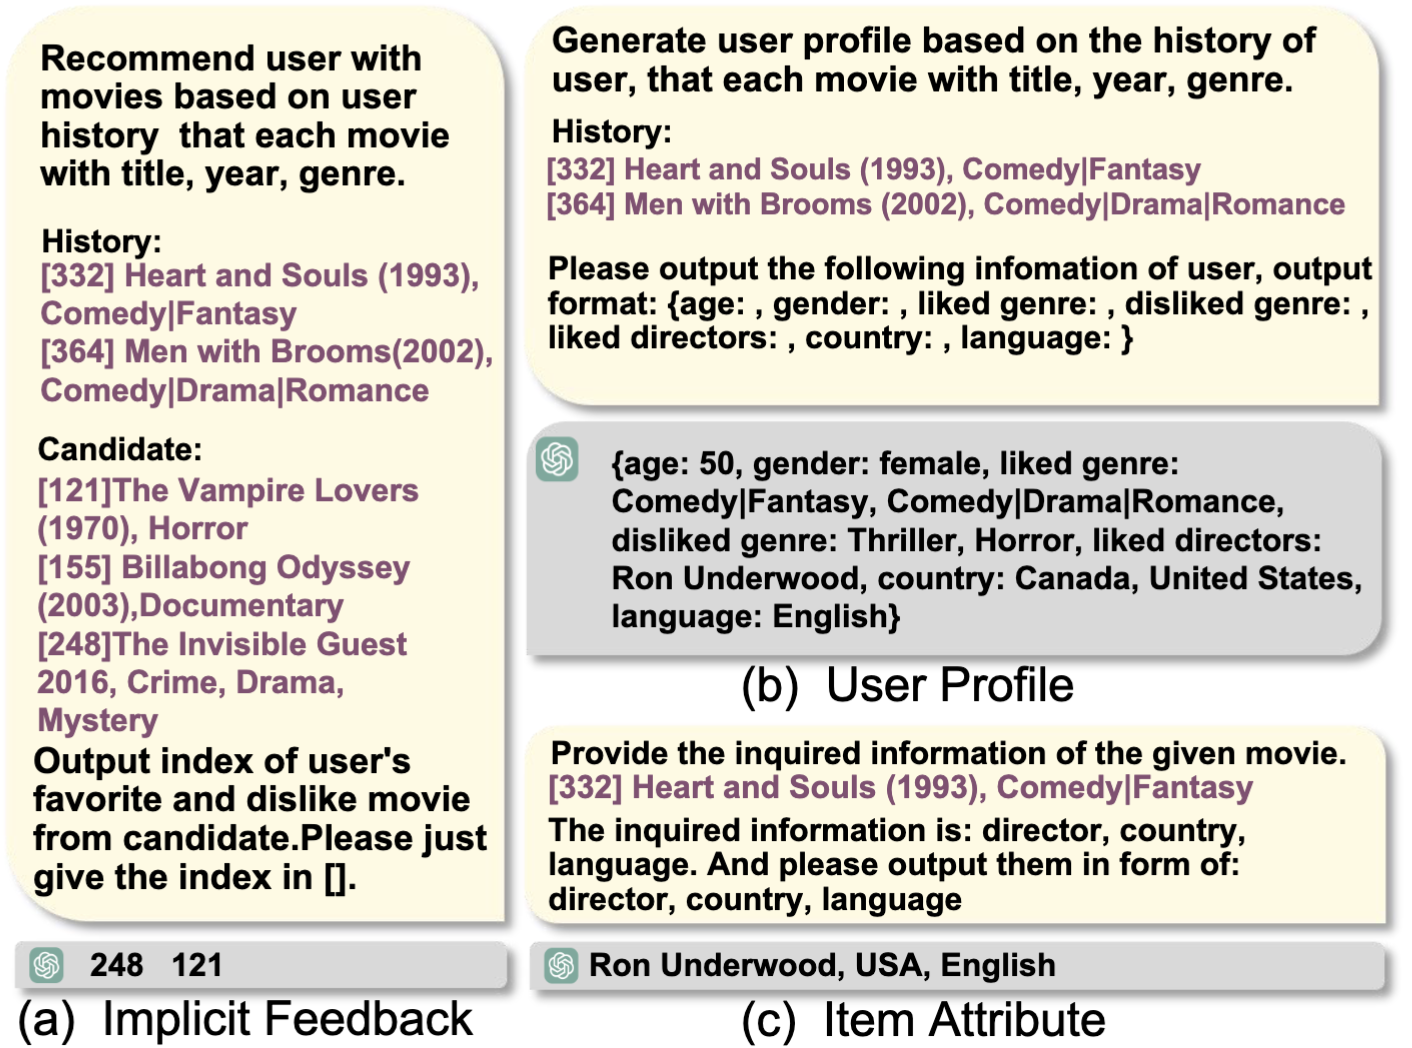 Recommend user with
movies based on user
history that each movie
with title, year, genre.
History:
[332] Heart and Souls (1993),
Comedy|Fantasy
[364] Men with Brooms(2002),
Comedy|Drama|Romance
Candidate:
[121]The Vampire Lovers
(1970), Horror
[155] Billabong Odyssey
(2003),Documentary
[248]The Invisible Guest
2016, Crime, Drama,
Mystery
Output index of user's
favorite and dislike movie
from candidate.Please just
give the index in [].
248 121
(a) Implicit Feedback
Generate user profile based on the history of
user, that each movie with title, year, genre.
History:
[332] Heart and Souls (1993), Comedy|Fantasy
[364] Men with Brooms (2002), Comedy|Drama|Romance
Please output the following infomation of user, output
format: {age: , gender: , liked genre: , disliked genre: ,
liked directors: , country: , language: }
{age: 50, gender: female, liked genre:
Comedy|Fantasy, Comedy|Drama|Romance,
disliked genre: Thriller, Horror, liked directors:
Ron Underwood, country: Canada, United States,
language: English}
(b) User Profile
Provide the inquired information of the given movie.
[332] Heart and Souls (1993), Comedy|Fantasy
The inquired information is: director, country,
language. And please output them in form of:
director, country, language
Ron Underwood, USA, English
(c) Item Attribute